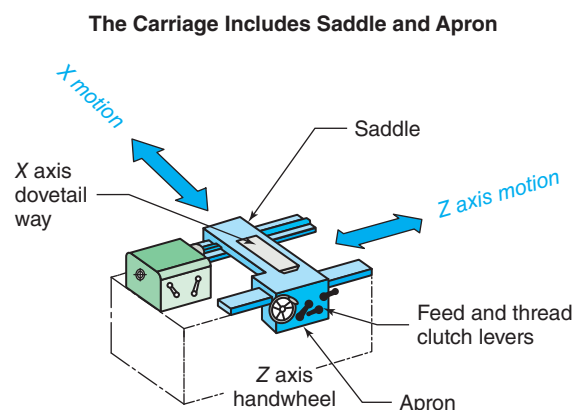 The Carriage Includes Saddle and Apron
X motion
Saddle
X axis
dovetail
way
Z axis motion
Feed and thread
clutch levers
Z axis
handwheel
Apron